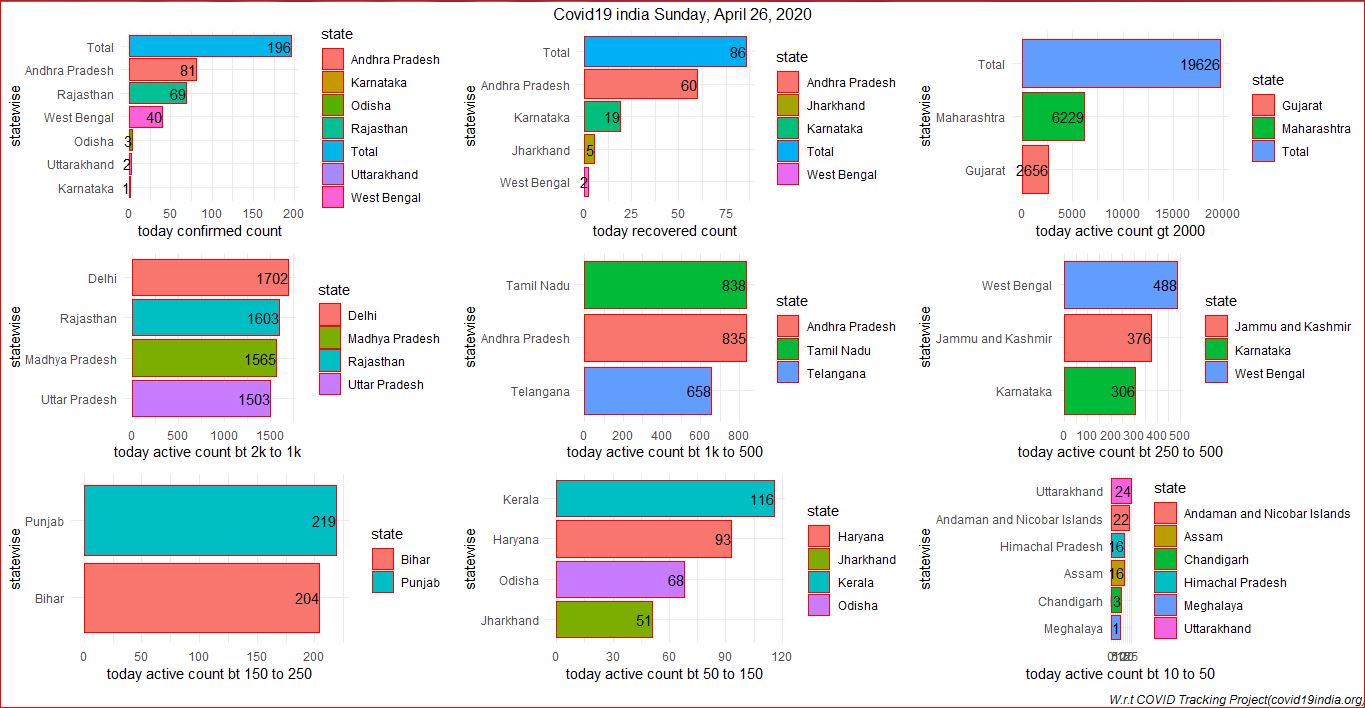 Covid19 india Sunday, April 26, 2020
statewise
Total
Andhra Pradesh
Rajasthan
West Bengal
Odisha
Uttarakhand
Karnataka
196
81
69
40
3
2
1
0 50 100 150 200
today confirmed count
state
Andhra Pradesh
Karnataka
Odisha
Rajasthan
Total
Uttarakhand
West Bengal
statewise
Total
Andhra Pradesh
Karnataka
Jharkhand
West Bengal
86
60
19
5
2
0 25 50 75
today recovered count
state
Andhra Pradesh
Jharkhand
Karnataka
Total
West Bengal
statewise
Total
Maharashtra
Gujarat
19626
6229
2656
0 5000 10000 15000 20000
today active count gt 2000
state
Gujarat
Maharashtra
Total
statewise
Delhi
Rajasthan
Madhya Pradesh
Uttar Pradesh
1702
1603
1565
1503
0 500 1000 1500
today active count bt 2k to 1k
state
Delhi
Madhya Pradesh
Rajasthan
Uttar Pradesh
statewise
Tamil Nadu
Andhra Pradesh
Telangana
838
835
658
0 200 400 600 800
today active count bt 1k to 500
state
Andhra Pradesh
Tamil Nadu
Telangana
statewise
West Bengal
Jammu and Kashmir
Karnataka
488
376
306
0 100 200 300 400 500
today active count bt 250 to 500
state
Jammu and Kashmir
Karnataka
West Bengal
statewise
Punjab
Bihar
219
204
0 50 100 150 200
today active count bt 150 to 250
state
Bihar
Punjab
statewise
Kerala
Haryana
Odisha
Jharkhand
116
93
68
51
0 30 60 90 120
today active count bt 50 to 150
state
Haryana
Jharkhand
Kerala
Odisha
statewise
Uttarakhand
Andaman and Nicobar Islands
Himachal Pradesh
Assam
Chandigarh
Meghalaya
24
22
16
16
3
1
today active count bt 10 to 50
state
Andaman and Nicobar Islands
Assam
Chandigarh
Himachal Pradesh
Meghalaya
Uttarakhand
W.r.t COVID Tracking Project(covid19india.org